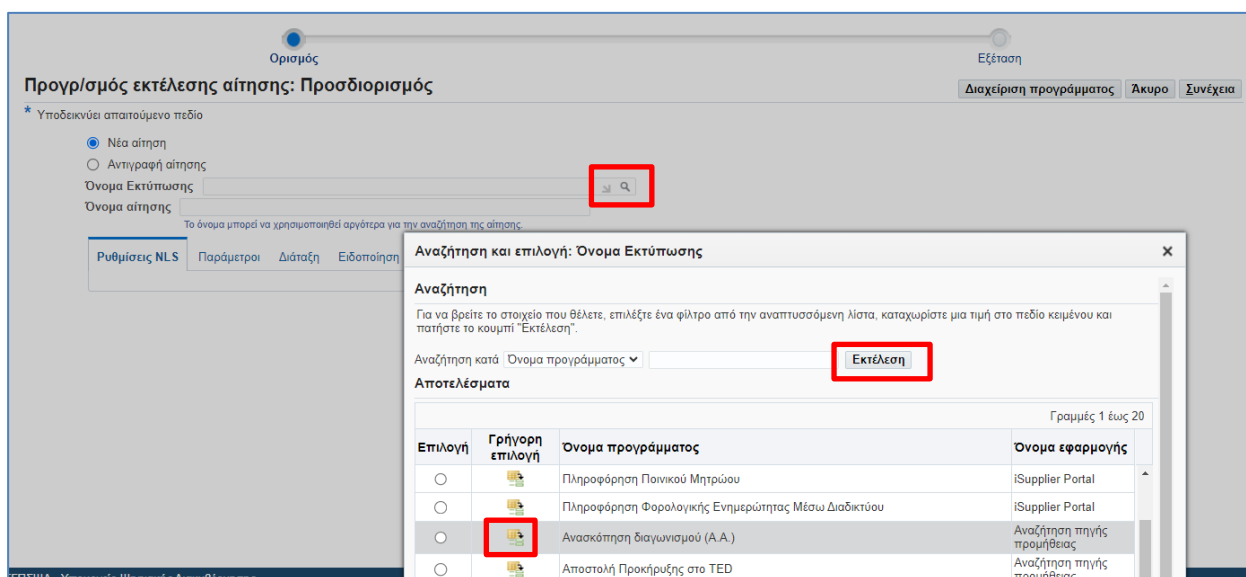 Ορισμός
Εξέταση
Προγρ/σμός εκτέλεσης αίτησης: Προσδιορισμός
Διαχείριση προγράμματος Άκυρο Συνέχεια
* Υποδεικνύει απαιτούμενο πεδίο
Νέα αίτηση
Αντιγραφή αίτησης
Όνομα Εκτύπωσης
Όνομα αίτησης
Το όνομα μπορεί να χρησιμοποιηθεί αργότερα για την αναζήτηση της αίτησης.
Ρυθμίσεις NLS Παράμετροι Διάταξη Ειδοποίηση
Αναζήτηση και επιλογή: Όνομα Εκτύπωσης
Αναζήτηση
Για να βρείτε το στοιχείο που θέλετε, επιλέξτε ένα φίλτρο από την αναπτυσσόμενη λίστα, καταχωρίστε μια τιμή στο πεδίο κειμένου και
πατήστε το κουμπί "Εκτέλεση".
Αναζήτηση κατά Όνομα προγράμματος Εκτέλεση
Αποτελέσματα
Γραμμές 1 έως 20
Επιλογή Γρήγορη επιλογή Όνομα προγράμματος Όνομα εφαρμογής
Πληροφόρηση Ποινικού Μητρώου iSupplier Portal
Πληροφόρηση Φορολογικής Ενημερώτητας Μέσω Διαδικτύου iSupplier Portal
Ανασκόπηση διαγωνισμού (Α.Α.) Αναζήτηση πηγής
προμήθειας
Αποστολή Προκήρυξης στο TED Αναζήτηση πηγής
προμήθειας